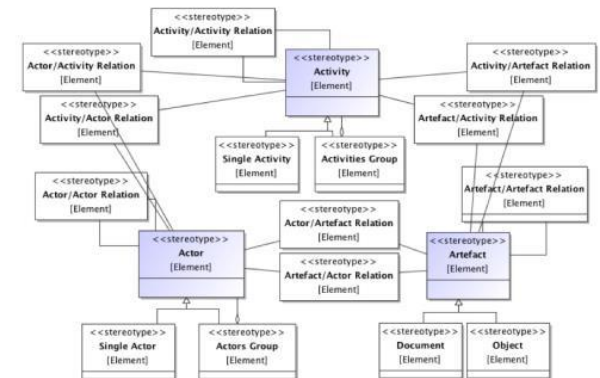 <<stereotype>>
Activity/Activity Relation
[Element]
<<stereotype>>
Actor/Activity Relation
[Element]
<<stereotype>>
Activity
[Element]
<<stereotype>>
Activity/Artefact Relation
[Element]
<<stereotype>>
Activity/Actor Relation
[Element]
<<stereotype>>
Artefact/Activity Relation
[Element]
<<stereotype>>
Single Activity
[Element]
<<stereotype>>
Activities Group
[Element]
<<stereotype>>
Actor/Actor Relation
[Element]
<<stereotype>>
Artefact/Artefact Relation
[Element]
<<stereotype>>
Actor/Artefact Relation
[Element]
<<stereotype>>
Actor
[Element]
<<stereotype>>
Artefact
[Element]
<<stereotype>>
Artefact/Actor Relation
[Element]
<<stereotype>>
Single Actor
[Element]
<<stereotype>>
Actors Group
[Element]
<<stereotype>>
Document
[Element]
<<stereotype>>
Object
[Element]